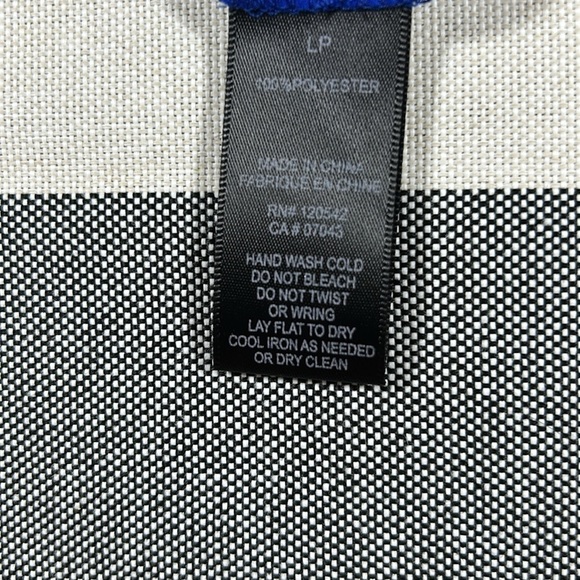 LP
100%POLYESTER
MADE IN CHINA
FABRIQUE EN CHINE
RN# 120542
CA # 07043
HAND WASH COLD
DO NOT BLEACH
DO NOT TWIST
OR WRING
LAY FLAT TO DRY
COOL IRON AS NEEDED
OR DRY CLEAN